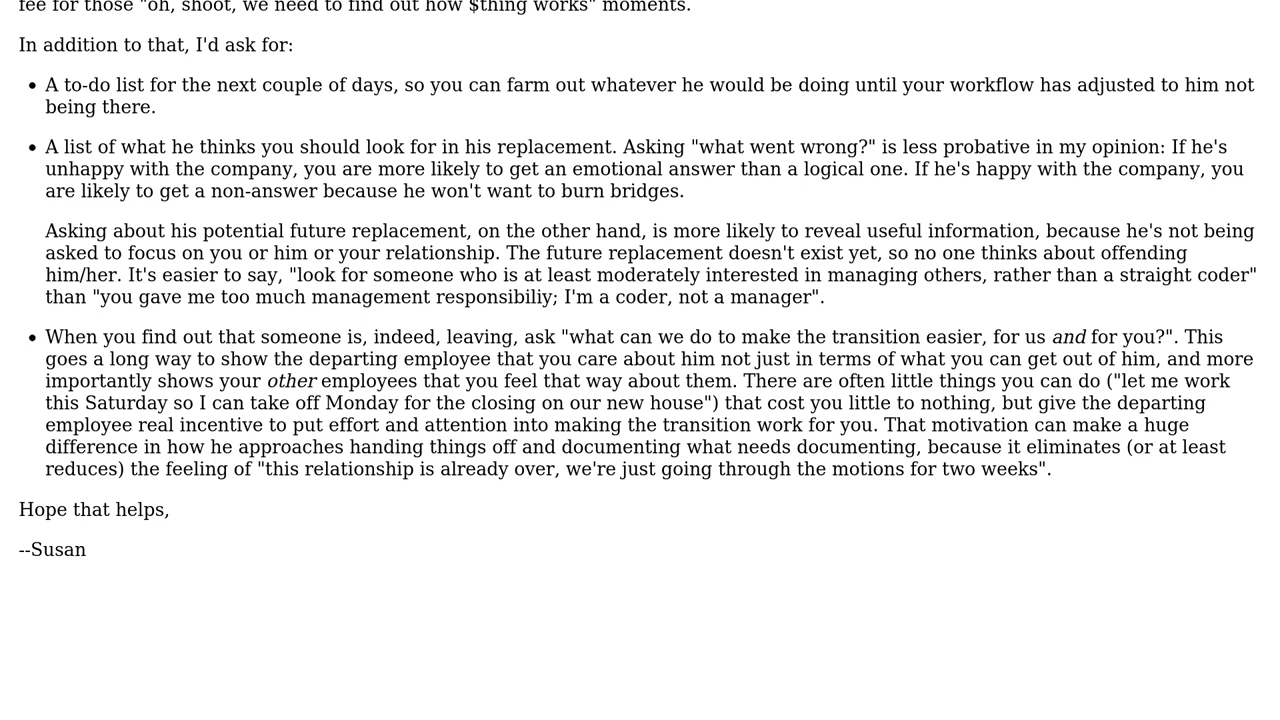 fee for those "oh, shoot, we need to find out how $thing works" moments.
In addition to that, I'd ask for:
• A to-do list for the next couple of days, so you can farm out whatever he would be doing until your workflow has adjusted to him not
being there.
• A list of what he thinks you should look for in his replacement. Asking "what went wrong?" is less probative in my opinion: If he's
unhappy with the company, you are more likely to get an emotional answer than a logical one. If he's happy with the company, you
are likely to get a non-answer because he won't want to burn bridges.
Asking about his potential future replacement, on the other hand, is more likely to reveal useful information, because he's not being
asked to focus on you or him or your relationship. The future replacement doesn't exist yet, so no one thinks about offending
him/her. It's easier to say, "look for someone who is at least moderately interested in managing others, rather than a straight coder"
than "you gave me too much management responsibiliy; I'm a coder, not a manager".
• When you find out that someone is, indeed, leaving, ask "what can we do to make the transition easier, for us and for you?". This
goes a long way to show the departing employee that you care about him not just in terms of what you can get out of him, and more
importantly shows your other employees that you feel that way about them. There are often little things you can do ("let me work
this Saturday so I can take off Monday for the closing on our new house") that cost you little to nothing, but give the departing
employee real incentive to put effort and attention into making the transition work for you. That motivation can make a huge
difference in how he approaches handing things off and documenting what needs documenting, because it eliminates (or at least
reduces) the feeling of "this relationship is already over, we're just going through the motions for two weeks".
Hope that helps,
--Susan